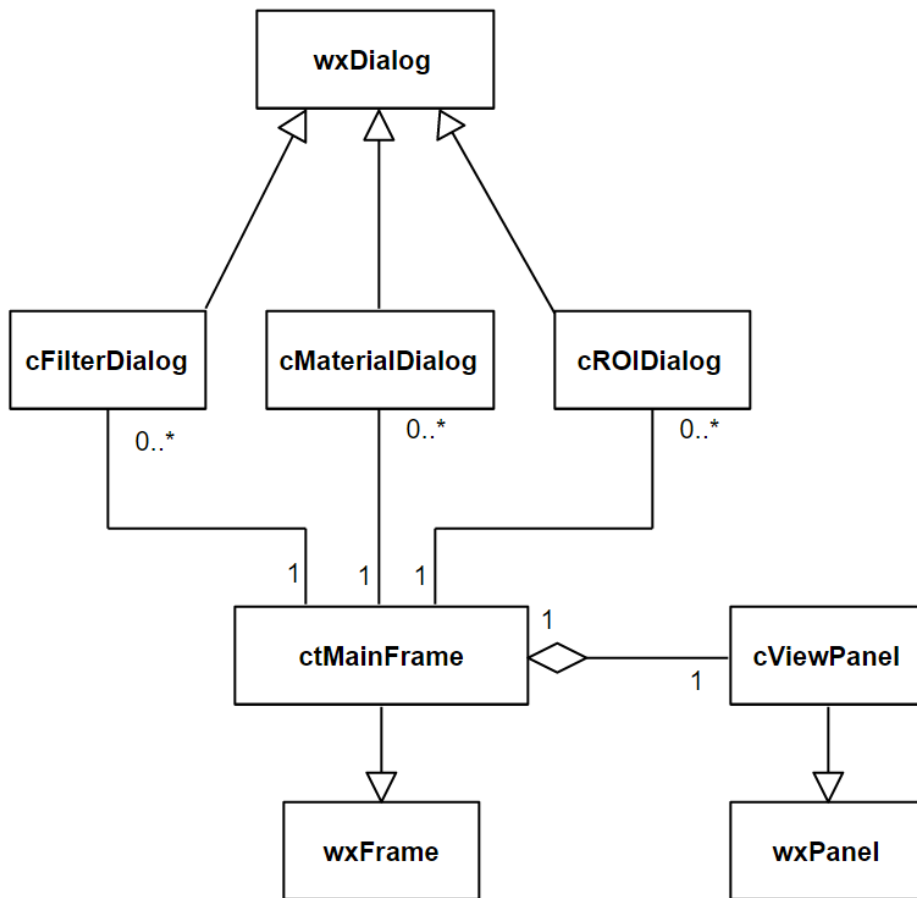 wxDialog
cFilterDialog
cMaterialDialog
cROIDialog
0..*
0..*
0..*
1
1
1
ctMainFrame
1
1
cViewPanel
wxFrame
wxPanel